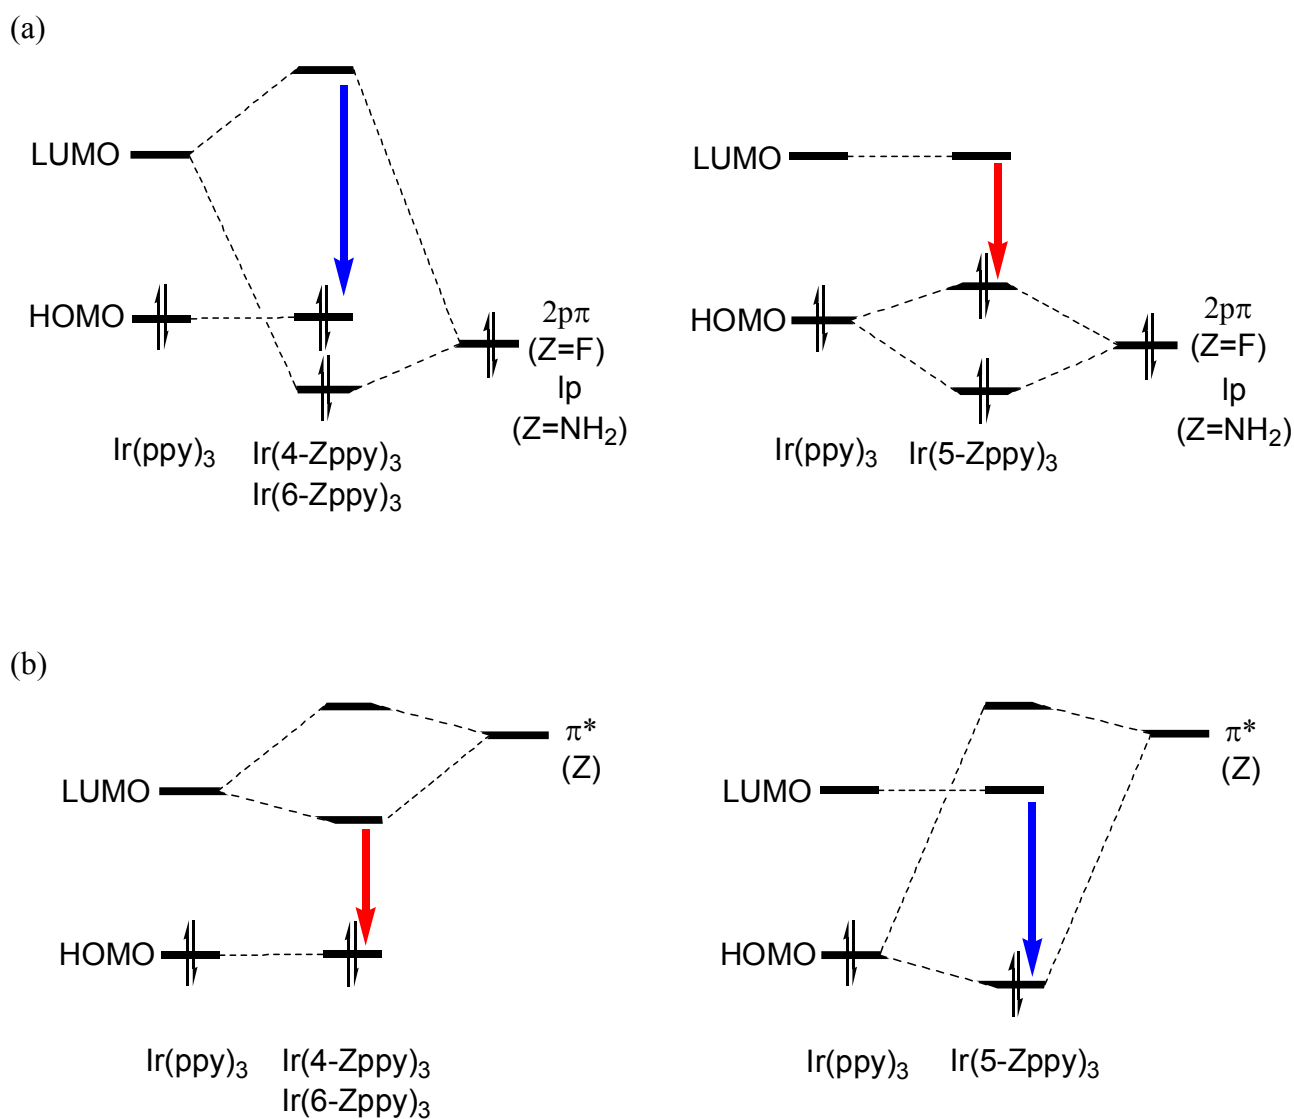 (a)
LUMO
HOMO
2pπ
(Z=F)
lp
(Z=NH₂)
Ir(ppy)₃
Ir(4-Zppy)₃
Ir(6-Zppy)₃
LUMO
HOMO
2pπ
(Z=F)
lp
(Z=NH₂)
Ir(ppy)₃
Ir(5-Zppy)₃
(b)
LUMO
HOMO
π*
(Z)
Ir(ppy)₃
Ir(4-Zppy)₃
Ir(6-Zppy)₃
LUMO
HOMO
π*
(Z)
Ir(ppy)₃
Ir(5-Zppy)₃